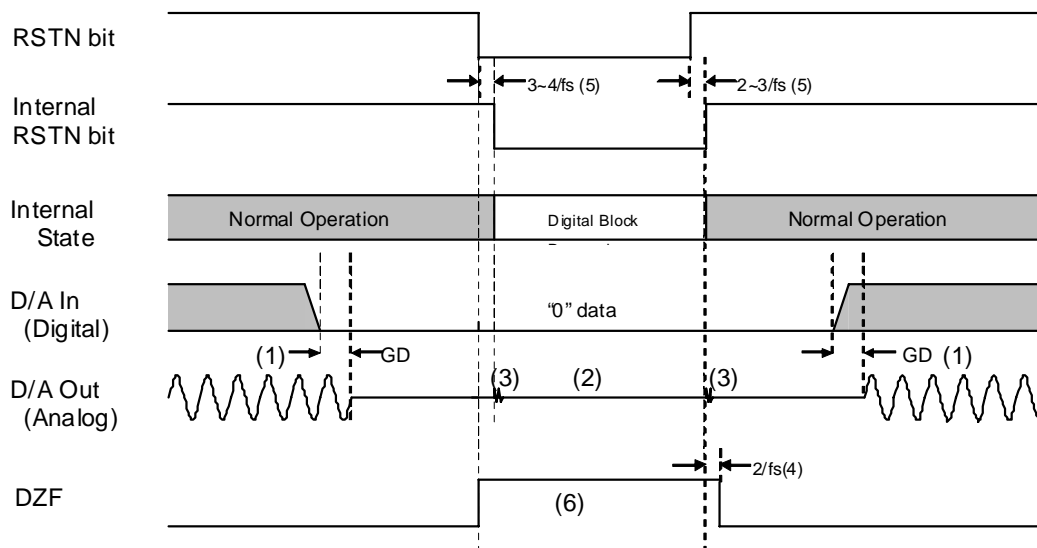 RSTN bit
3~4/fs (5)
2~3/fs (5)
Internal
RSTN bit
Internal
State
Normal Operation
Digital Block
Normal Operation
D/A In
(Digital)
“0” data
(1)
GD
GD
(1)
D/A Out
(Analog)
(3)
(2)
(3)
2/fs(4)
DZF
(6)